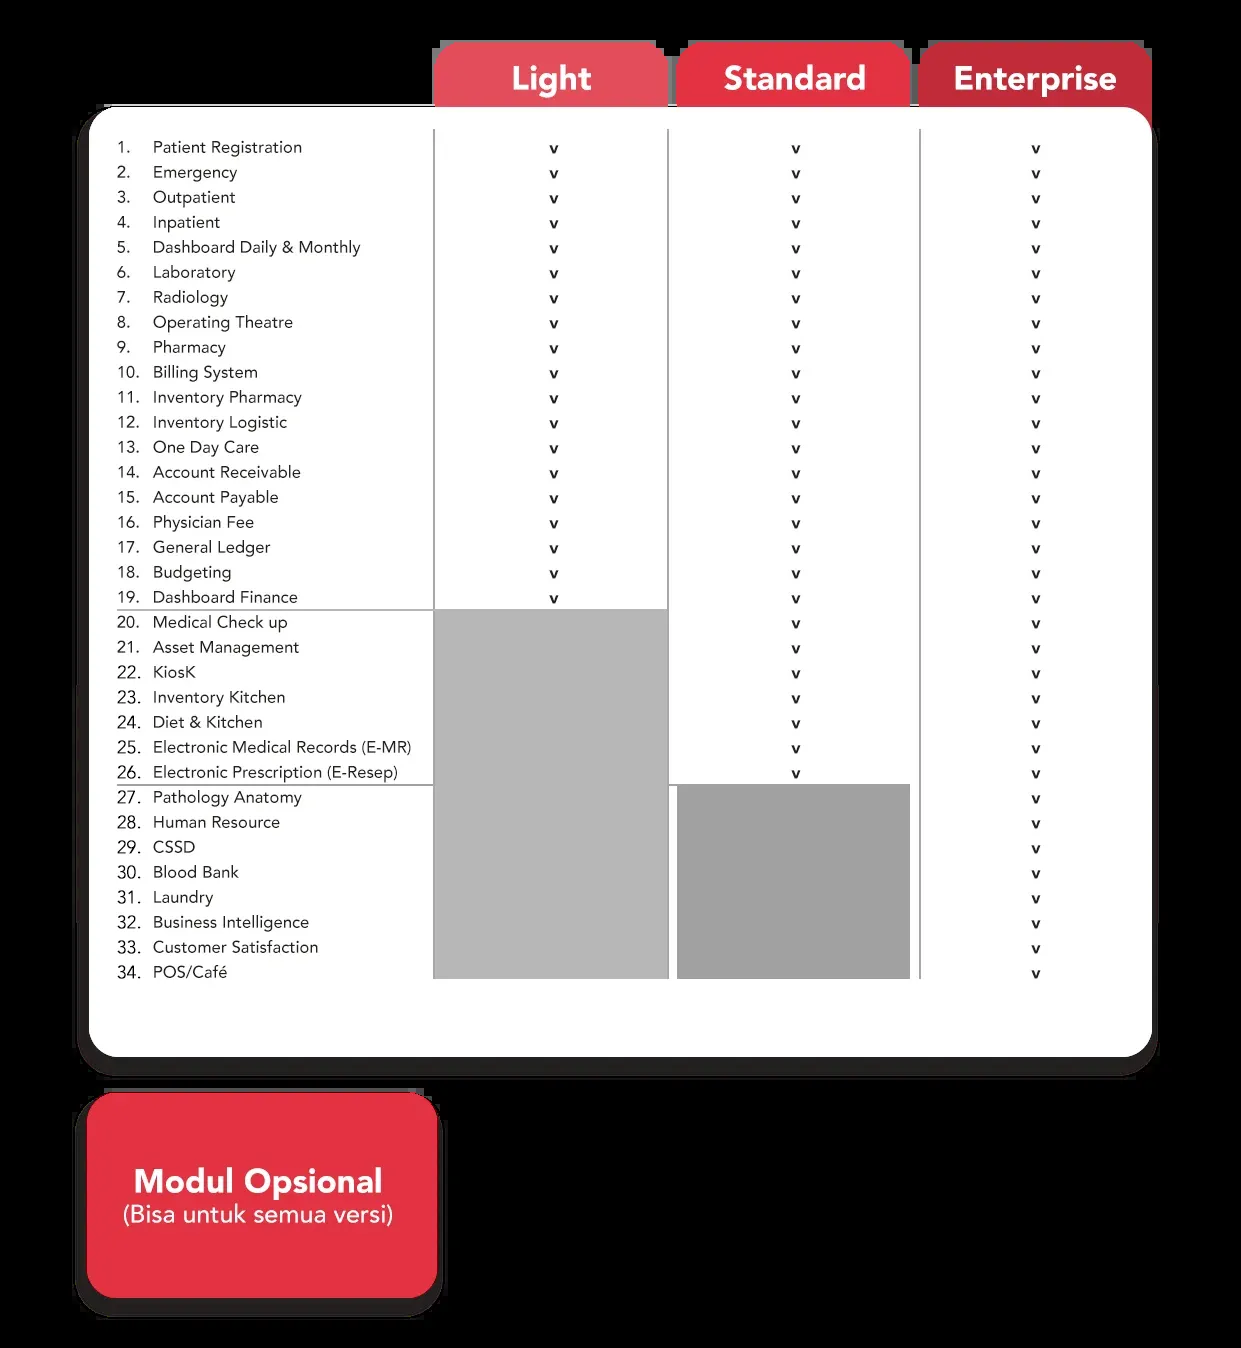 Light Standard Enterprise
1. Patient Registration v v v
2. Emergency v v v
3. Outpatient v v v
4. Inpatient v v v
5. Dashboard Daily & Monthly v v v
6. Laboratory v v v
7. Radiology v v v
8. Operating Theatre v v v
9. Pharmacy v v v
10. Billing System v v v
11. Inventory Pharmacy v v v
12. Inventory Logistic v v v
13. One Day Care v v v
14. Account Receivable v v v
15. Account Payable v v v
16. Physician Fee v v v
17. General Ledger v v v
18. Budgeting v v v
19. Dashboard Finance v v v
20. Medical Check up v v
21. Asset Management v v
22. KiosK v v
23. Inventory Kitchen v v
24. Diet & Kitchen v v
25. Electronic Medical Records (E-MR) v v
26. Electronic Prescription (E-Resep) v v
27. Pathology Anatomy v
28. Human Resource v
29. CSSD v
30. Blood Bank v
31. Laundry v
32. Business Intelligence v
33. Customer Satisfaction v
34. POS/Café v
Modul Opsional
(Bisa untuk semua versi)